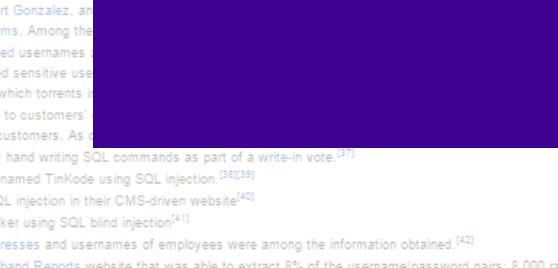 rt Gonzalez, an
ms. Among the
ed usernames
ed sensitive use
which torrents i
to customers'
customers. As
hand writing SQL commands as part of a write-in vote.[37]
named TinKode using SQL injection.[38][39]
QL injection in their CMS-driven website[40]
ker using SQL blind injection[41]
resses and usernames of employees were among the information obtained.[42]
band Reports website that was able to extract 8% of the username/password pairs: 8,000 ra